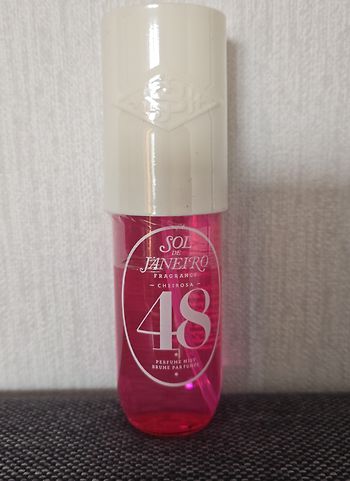 SOL
DE
JANEIRO
FRAGRANCE
CHEIROSA
48
PERFUME MIST
BRUME PARFUMÉE